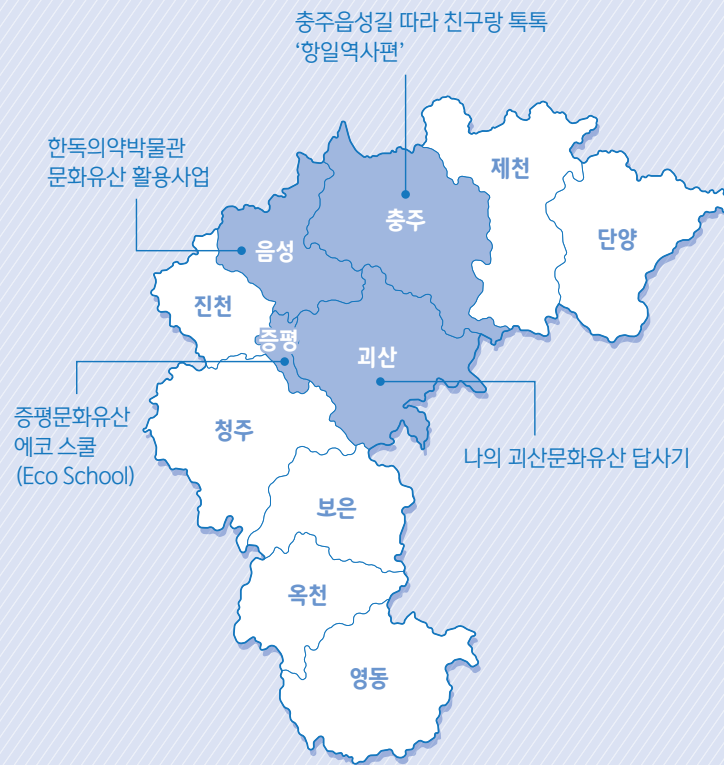 충주읍성길 따라 친구랑 톡톡
‘항일역사편’
한독의약박물관
문화유산 활용사업
제천
충주
단양
음성
진천
증평
괴산
증평문화유산
에코 스쿨
(Eco School)
청주
나의 괴산문화유산 답사기
보은
옥천
영동